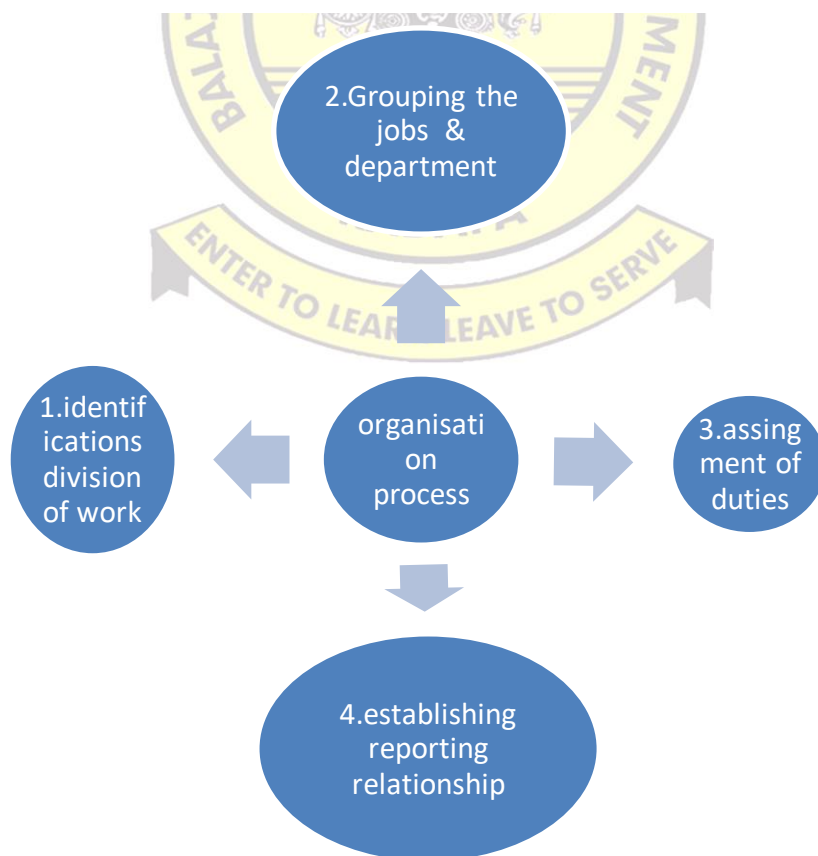 BALA
MENT
2.Grouping the
jobs &
department
ENTER TO LEARN LEAVE TO SERVE
1.identif
ications
division
of work
organisati
on
process
3.assing
ment of
duties
4.establishing
reporting
relationship